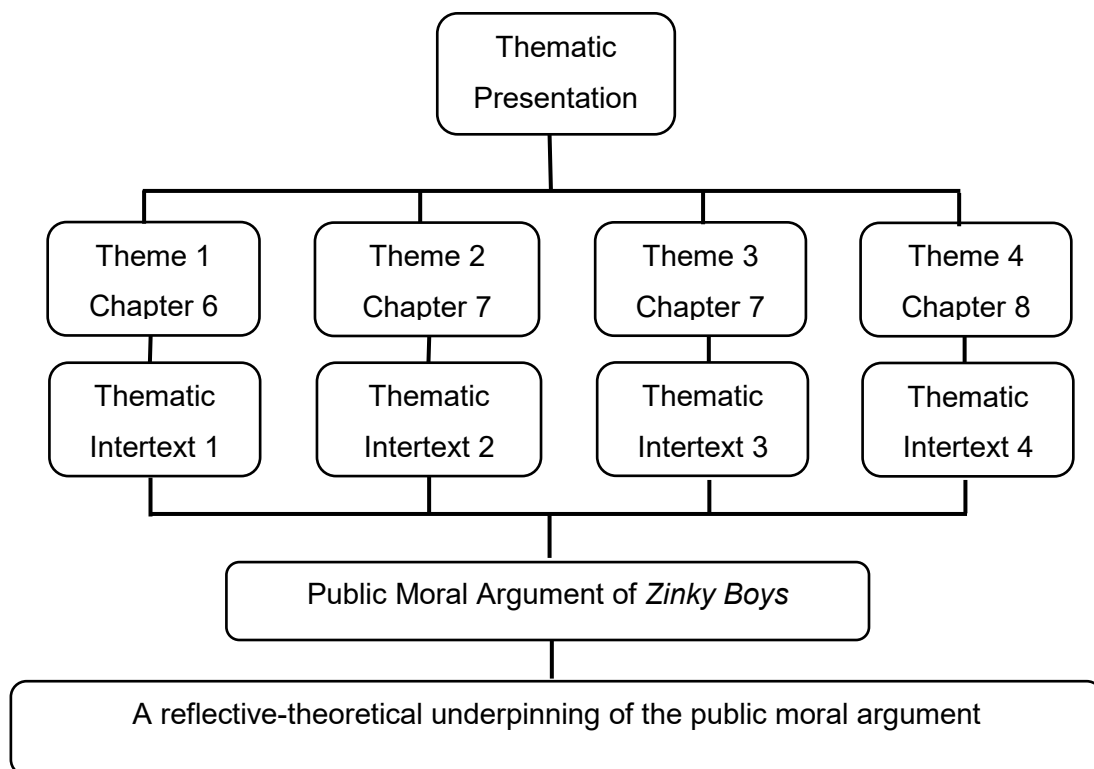 Thematic
Presentation
Theme 1
Chapter 6
Theme 2
Chapter 7
Theme 3
Chapter 7
Theme 4
Chapter 8
Thematic
Intertext 1
Thematic
Intertext 2
Thematic
Intertext 3
Thematic
Intertext 4
Public Moral Argument of Zinky Boys
A reflective-theoretical underpinning of the public moral argument